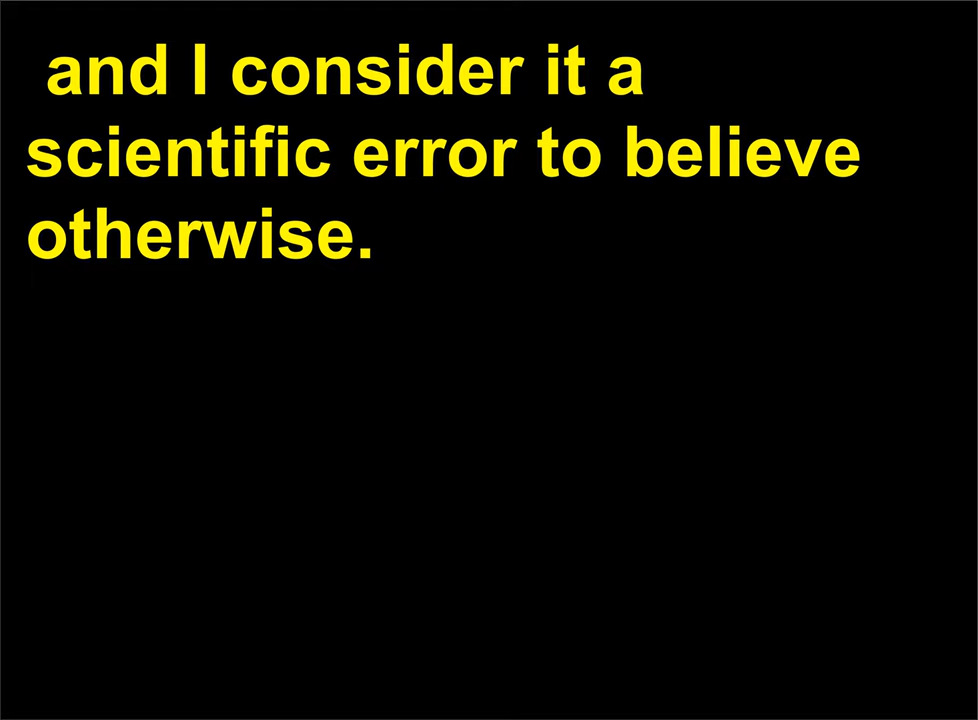 and I consider it a
scientific error to believe
otherwise.